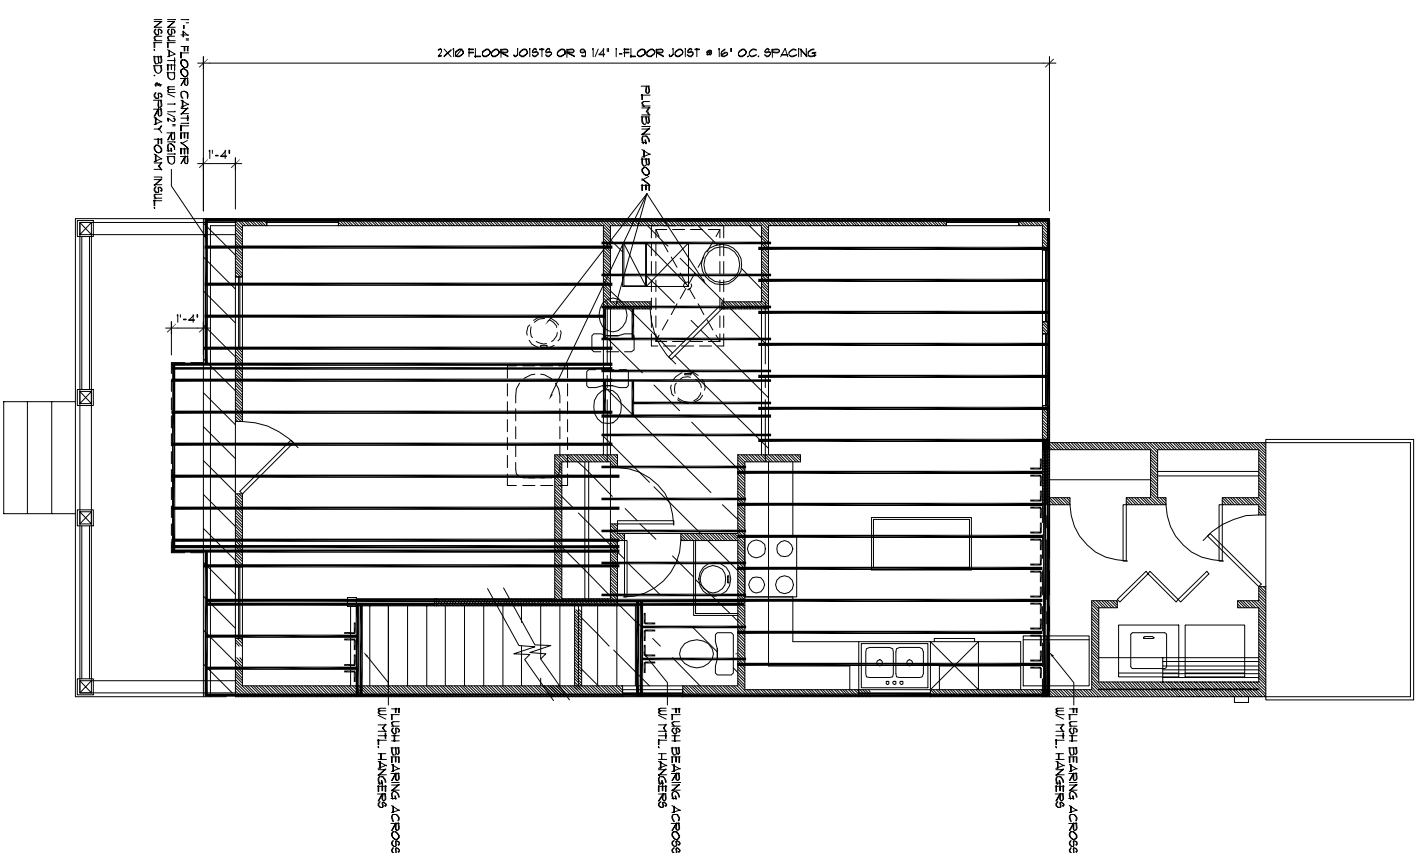 2X10 FLOOR JOISTS OR 9 1/4" I-FLOOR JOIST @ 16" O.C. SPACING
1'-4" FLOOR CANTILEVER
INSULATED W/ 1 1/2" RIGID
INSUL. BD. & SPRAY FOAM INSUL.
PLUMBING ABOVE
1'-4"
1'-4"
FLUSH BEARING ACROSS
W/ MTL. HANGERS
FLUSH BEARING ACROSS
W/ MTL. HANGERS
FLUSH BEARING ACROSS
W/ MTL. HANGERS